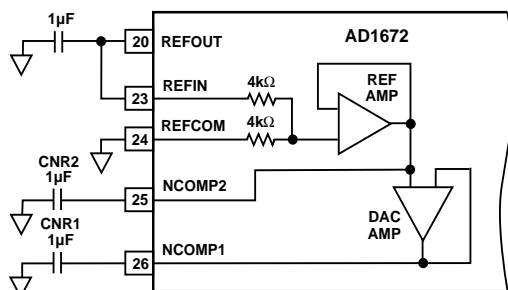 1µF
20 REFOUT
AD1672
23 REFIN 4kΩ
REF
AMP
24 REFCOM 4kΩ
CNR2
1µF
25 NCOMP2
DAC
AMP
CNR1
1µF
26 NCOMP1